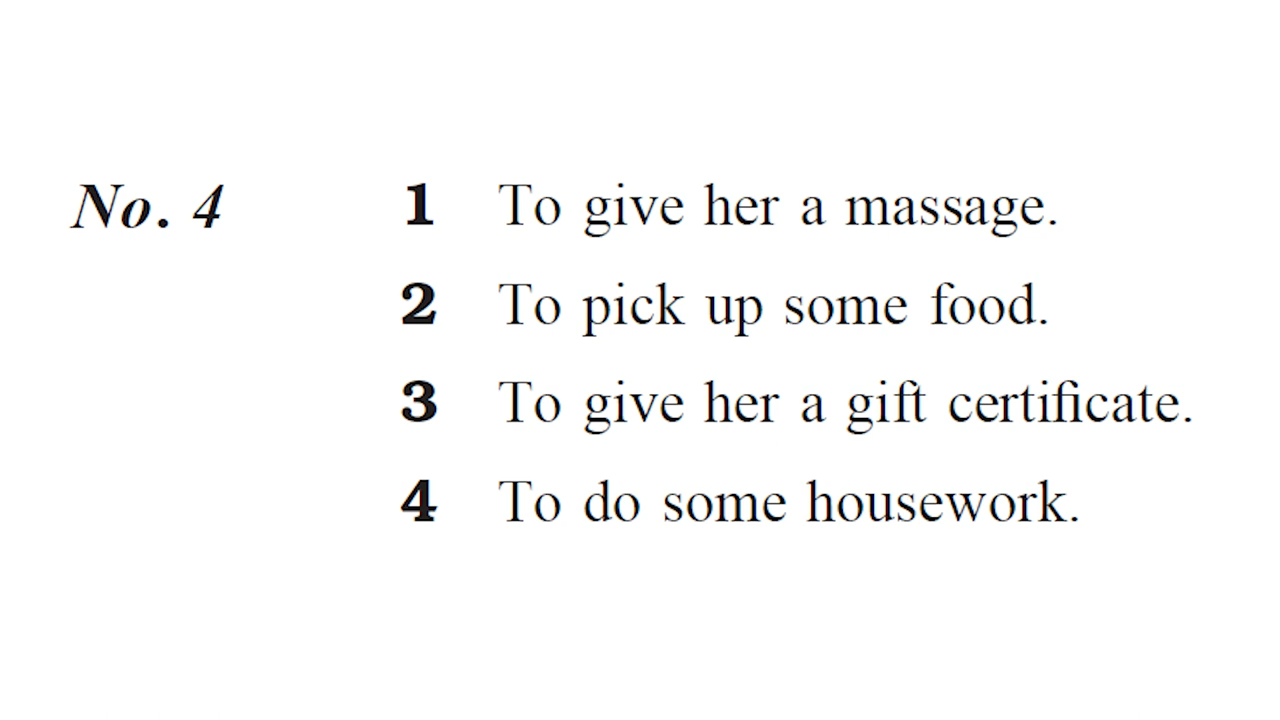 No. 4 1 To give her a massage.
2 To pick up some food.
3 To give her a gift certificate.
4 To do some housework.